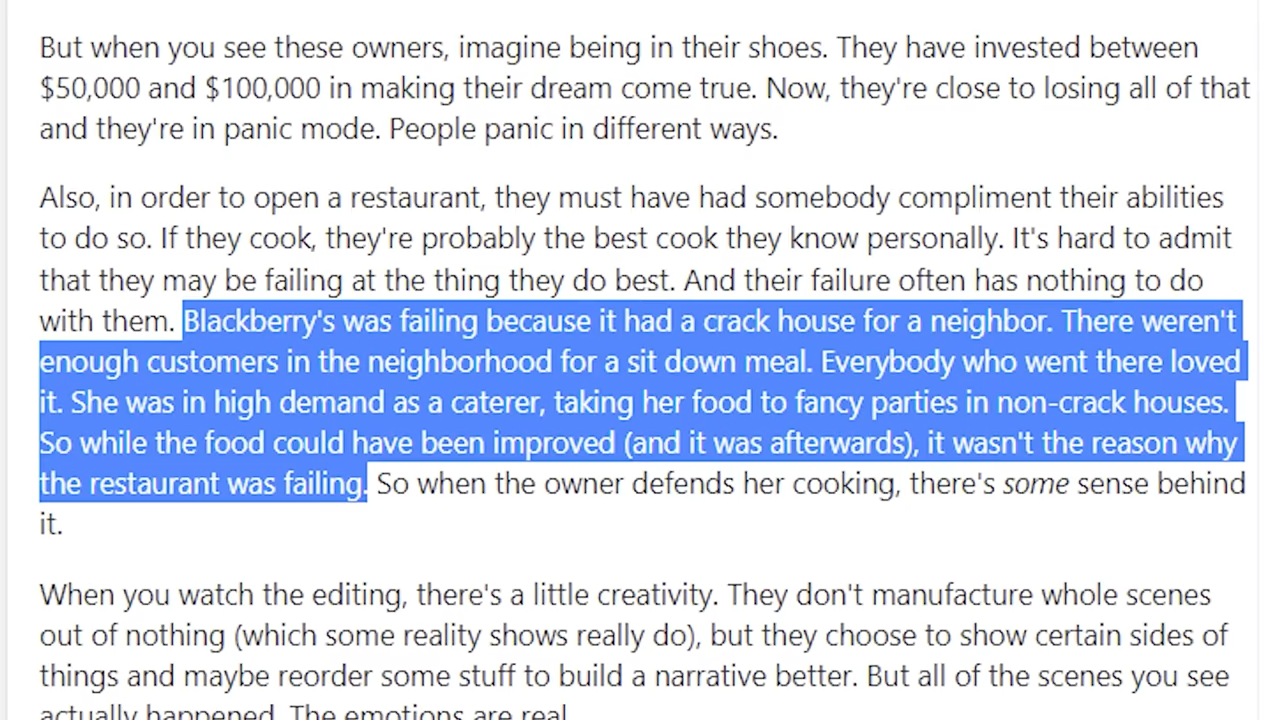 But when you see these owners, imagine being in their shoes. They have invested between
$50,000 and $100,000 in making their dream come true. Now, they're close to losing all of that
and they're in panic mode. People panic in different ways.
Also, in order to open a restaurant, they must have had somebody compliment their abilities
to do so. If they cook, they're probably the best cook they know personally. It's hard to admit
that they may be failing at the thing they do best. And their failure often has nothing to do
with them. Blackberry's was failing because it had a crack house for a neighbor. There weren't
enough customers in the neighborhood for a sit down meal. Everybody who went there loved
it. She was in high demand as a caterer, taking her food to fancy parties in non-crack houses.
So while the food could have been improved (and it was afterwards), it wasn't the reason why
the restaurant was failing. So when the owner defends her cooking, there's some sense behind
it.
When you watch the editing, there's a little creativity. They don't manufacture whole scenes
out of nothing (which some reality shows really do), but they choose to show certain sides of
things and maybe reorder some stuff to build a narrative better. But all of the scenes you see
actually happened. The emotions are real.